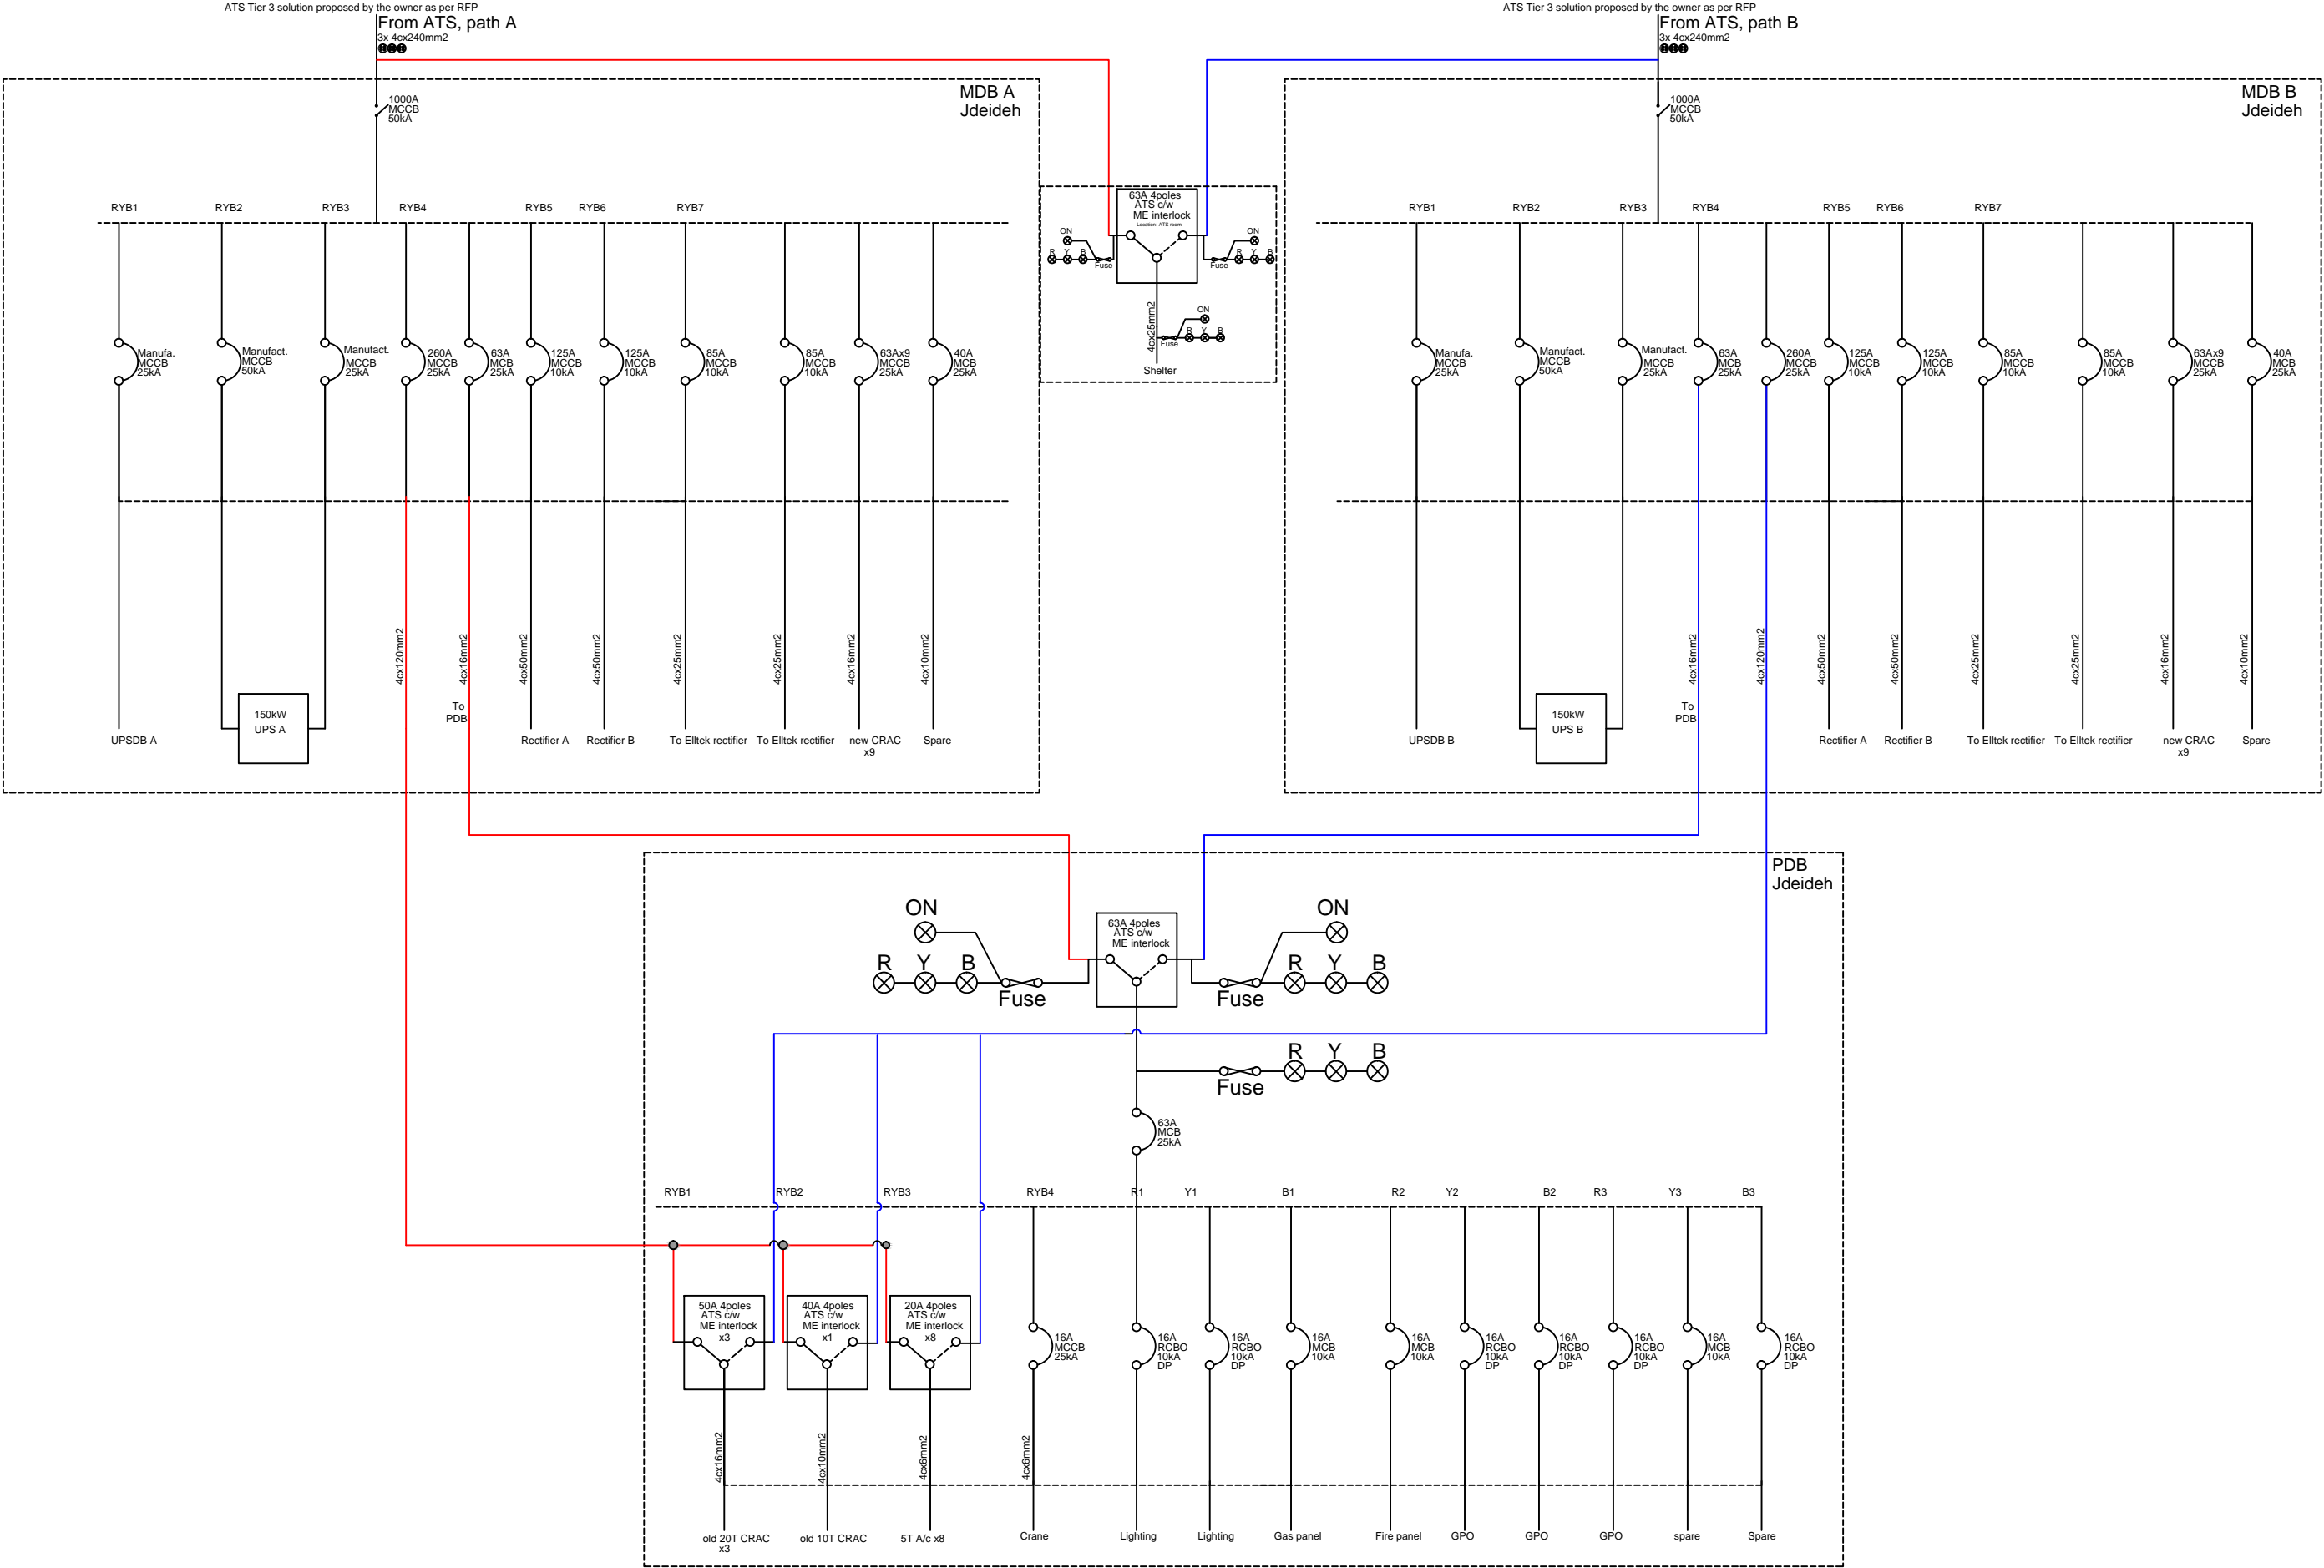 ATS Tier 3 solution proposed by the owner as per RFP
From ATS, path A
3x 4cx240mm2
ATS Tier 3 solution proposed by the owner as per RFP
From ATS, path B
3x 4cx240mm2
MDB A
Jdeideh
1000A
MCCB
50kA
RYB1
RYB2
RYB3
RYB4
RYB5
RYB6
RYB7
Manufa.
MCCB
25kA
Manufact.
MCCB
50kA
Manufact.
MCCB
25kA
260A
MCCB
25kA
63A
MCB
25kA
125A
MCCB
10kA
125A
MCCB
10kA
85A
MCCB
10kA
85A
MCCB
10kA
63Ax9
MCCB
25kA
40A
MCB
25kA
4cx120mm2
4cx16mm2
4cx50mm2
4cx50mm2
4cx25mm2
4cx25mm2
4cx16mm2
4cx10mm2
To
PDB
150kW
UPS A
UPSDB A
Rectifier A
Rectifier B
To Elltek rectifier
To Elltek rectifier
new CRAC
x9
Spare
63A 4poles
ATS c/w
ME interlock
Location: ATS room
ON
R Y B
Fuse
ON
R Y B
Fuse
4cx25mm2
ON
R Y B
Fuse
Shelter
MDB B
Jdeideh
1000A
MCCB
50kA
RYB1
RYB2
RYB3
RYB4
RYB5
RYB6
RYB7
Manufa.
MCCB
25kA
Manufact.
MCCB
50kA
Manufact.
MCCB
25kA
63A
MCB
25kA
260A
MCCB
25kA
125A
MCCB
10kA
125A
MCCB
10kA
85A
MCCB
10kA
85A
MCCB
10kA
63Ax9
MCCB
25kA
40A
MCB
25kA
4cx16mm2
4cx120mm2
4cx50mm2
4cx50mm2
4cx25mm2
4cx25mm2
4cx16mm2
4cx10mm2
To
PDB
150kW
UPS B
UPSDB B
Rectifier A
Rectifier B
To Elltek rectifier
To Elltek rectifier
new CRAC
x9
Spare
PDB
Jdeideh
63A 4poles
ATS c/w
ME interlock
ON
R Y B
Fuse
ON
R Y B
Fuse
R Y B
Fuse
63A
MCB
25kA
RYB1
RYB2
RYB3
RYB4
R1
Y1
B1
R2
Y2
B2
R3
Y3
B3
50A 4poles
ATS c/w
ME interlock
x3
40A 4poles
ATS c/w
ME interlock
x1
20A 4poles
ATS c/w
ME interlock
x8
16A
MCCB
25kA
16A
RCBO
10kA
DP
16A
RCBO
10kA
DP
16A
MCB
10kA
16A
MCB
10kA
16A
RCBO
10kA
DP
16A
RCBO
10kA
DP
16A
RCBO
10kA
DP
16A
MCB
10kA
16A
RCBO
10kA
DP
4cx16mm2
4cx10mm2
4cx6mm2
4cx6mm2
old 20T CRAC
x3
old 10T CRAC
5T A/c x8
Crane
Lighting
Lighting
Gas panel
Fire panel
GPO
GPO
GPO
spare
Spare